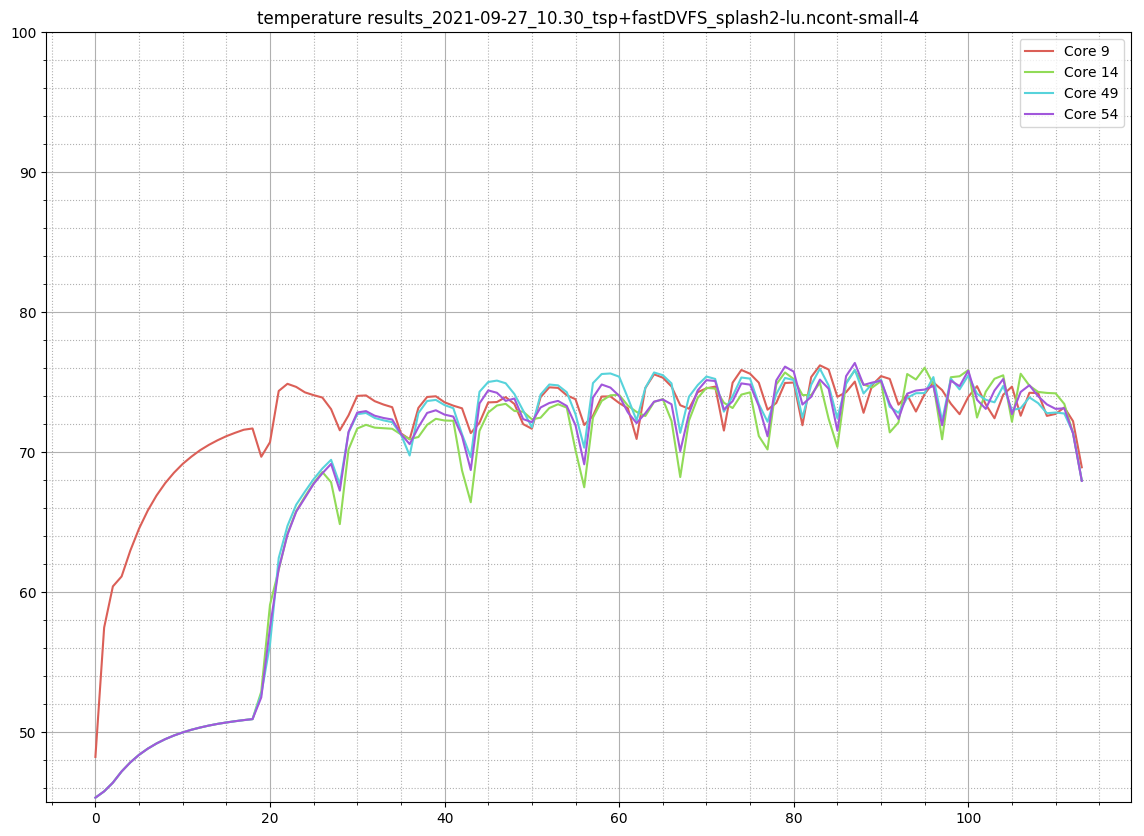 temperature results_2021-09-27_10.30_tsp+fastDVFS_splash2-lu.ncont-small-4
100
90
80
70
60
50
0 20 40 60 80 100
Core 9
Core 14
Core 49
Core 54